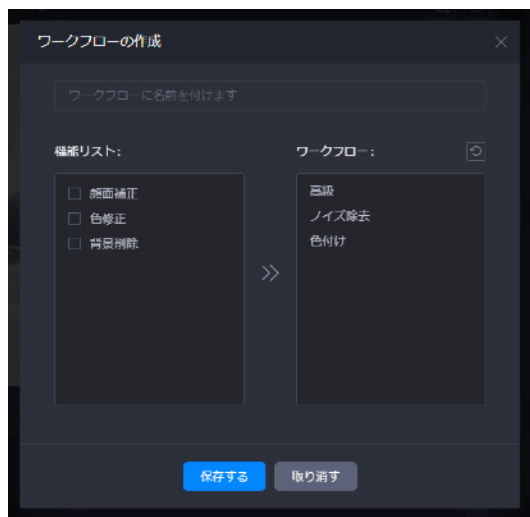 ワークフローの作成
ワークフローに名前を付けます
機能リスト:
ワークフロー:
顔面補正
色修正
背景削除
高級
ノイズ除去
色付け
保存する
取り消す